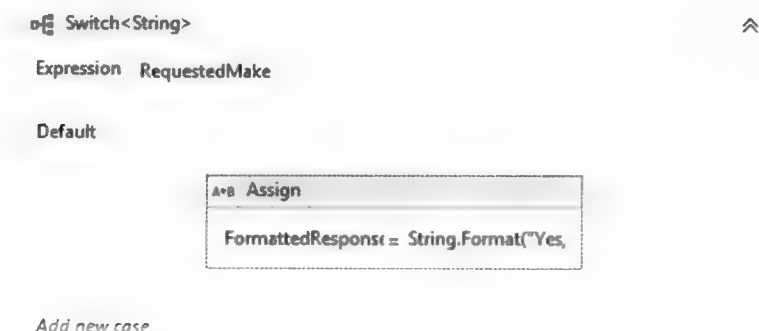 Switch<String>
Expression RequestedMake
Default
A•B Assign
FormattedResponse = String.Format("Yes,
Add new case